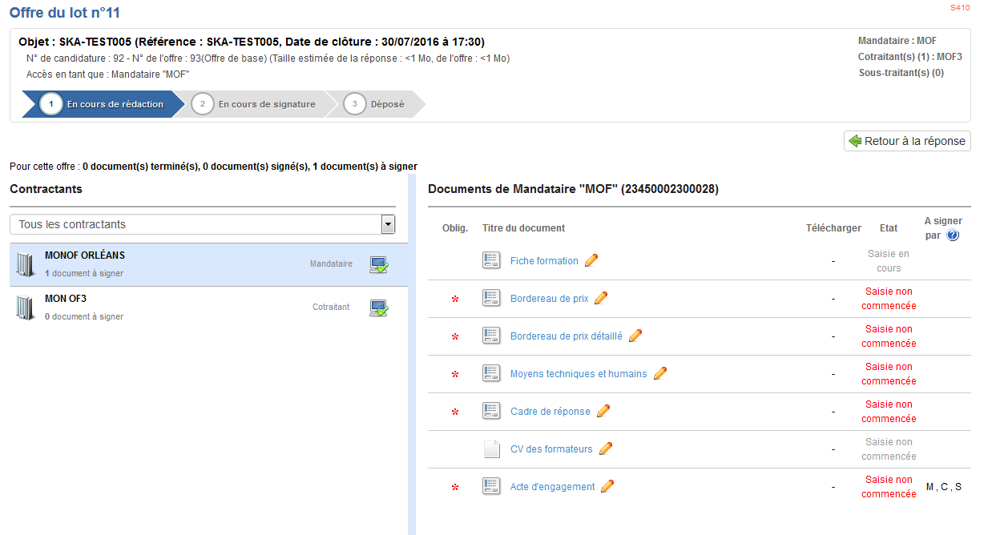 Offre du lot n°11
S410
Objet : SKA-TEST005 (Référence : SKA-TEST005, Date de clôture : 30/07/2016 à 17:30)
N° de candidature : 92 - N° de l'offre : 93(Offre de base) (Taille estimée de la réponse : <1 Mo, de l'offre : <1 Mo)
Accès en tant que : Mandataire "MOF"
Mandataire : MOF
Cotraitant(s) (1) : MOF3
Sous-traitant(s) (0)
1 En cours de rédaction 2 En cours de signature 3 Déposé
Retour à la réponse
Pour cette offre : 0 document(s) terminé(s), 0 document(s) signé(s), 1 document(s) à signer
Contractants
Tous les contractants
MONOF ORLÉANS
1 document à signer
Mandataire
MON OF3
0 document à signer
Cotraitant
Documents de Mandataire "MOF" (23450002300028)
Oblig. Titre du document Télécharger Etat A signer
par ?
Fiche formation - Saisie en
cours
* Bordereau de prix - Saisie non
commencée
* Bordereau de prix détaillé - Saisie non
commencée
* Moyens techniques et humains - Saisie non
commencée
* Cadre de réponse - Saisie non
commencée
CV des formateurs - Saisie non
commencée
* Acte d'engagement - Saisie non
commencée M , C , S